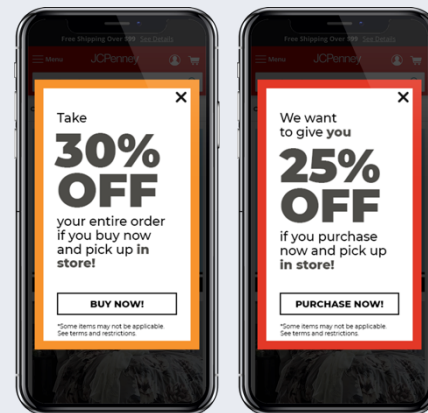 Free Shipping Over $99 See Details
Menu
JCPenney
Take
30%
OFF
your entire order
if you buy now
and pick up in
store!
BUY NOW!
*Some items may not be applicable.
See terms and restrictions.
Free Shipping Over $99 See Details
Menu
JCPenney
We want
to give you
25%
OFF
if you purchase
now and pick up
in store!
PURCHASE NOW!
*Some items may not be applicable.
See terms and restrictions.